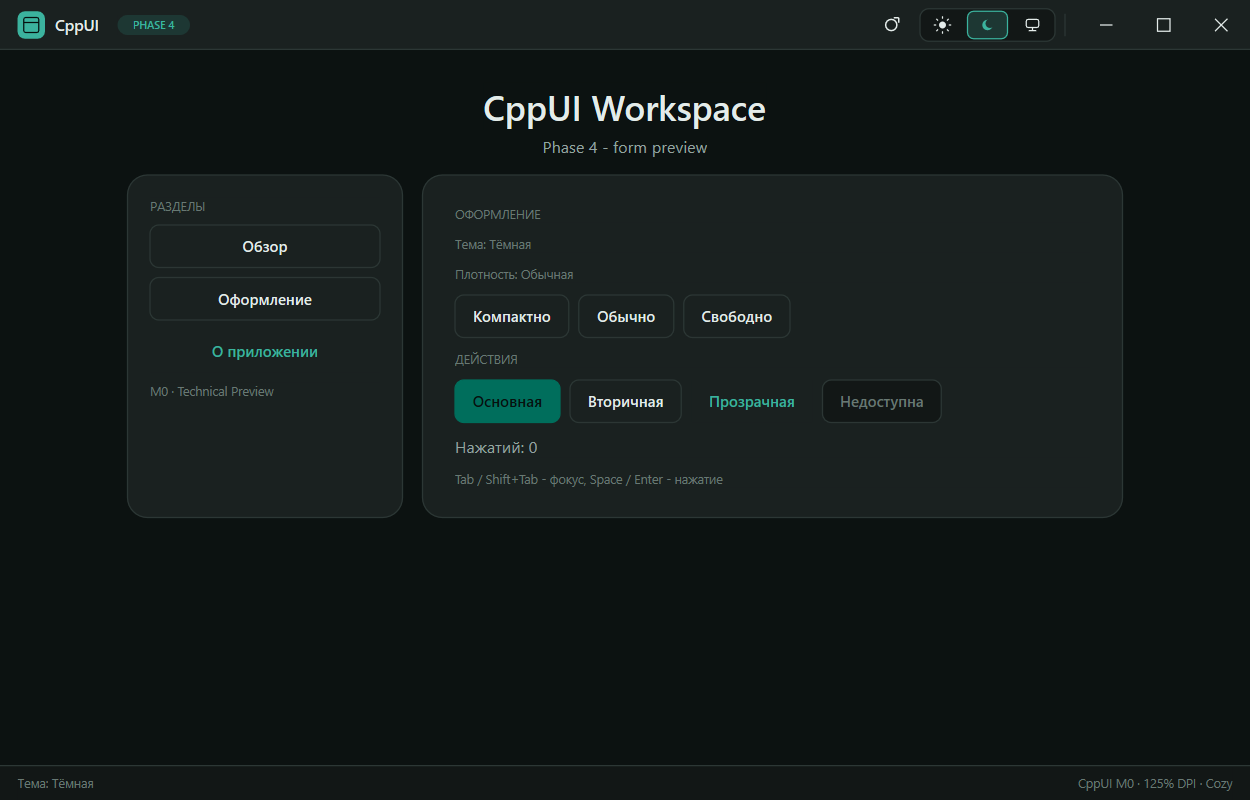 CppUI PHASE 4
CppUI Workspace
Phase 4 - form preview
РАЗДЕЛЫ
Обзор
Оформление
О приложении
M0 · Technical Preview
ОФОРМЛЕНИЕ
Тема: Тёмная
Плотность: Обычная
Компактно Обычно Свободно
ДЕЙСТВИЯ
Основная Вторичная Прозрачная Недоступна
Нажатий: 0
Tab / Shift+Tab - фокус, Space / Enter - нажатие
Тема: Тёмная
CppUI M0 · 125% DPI · Cozy